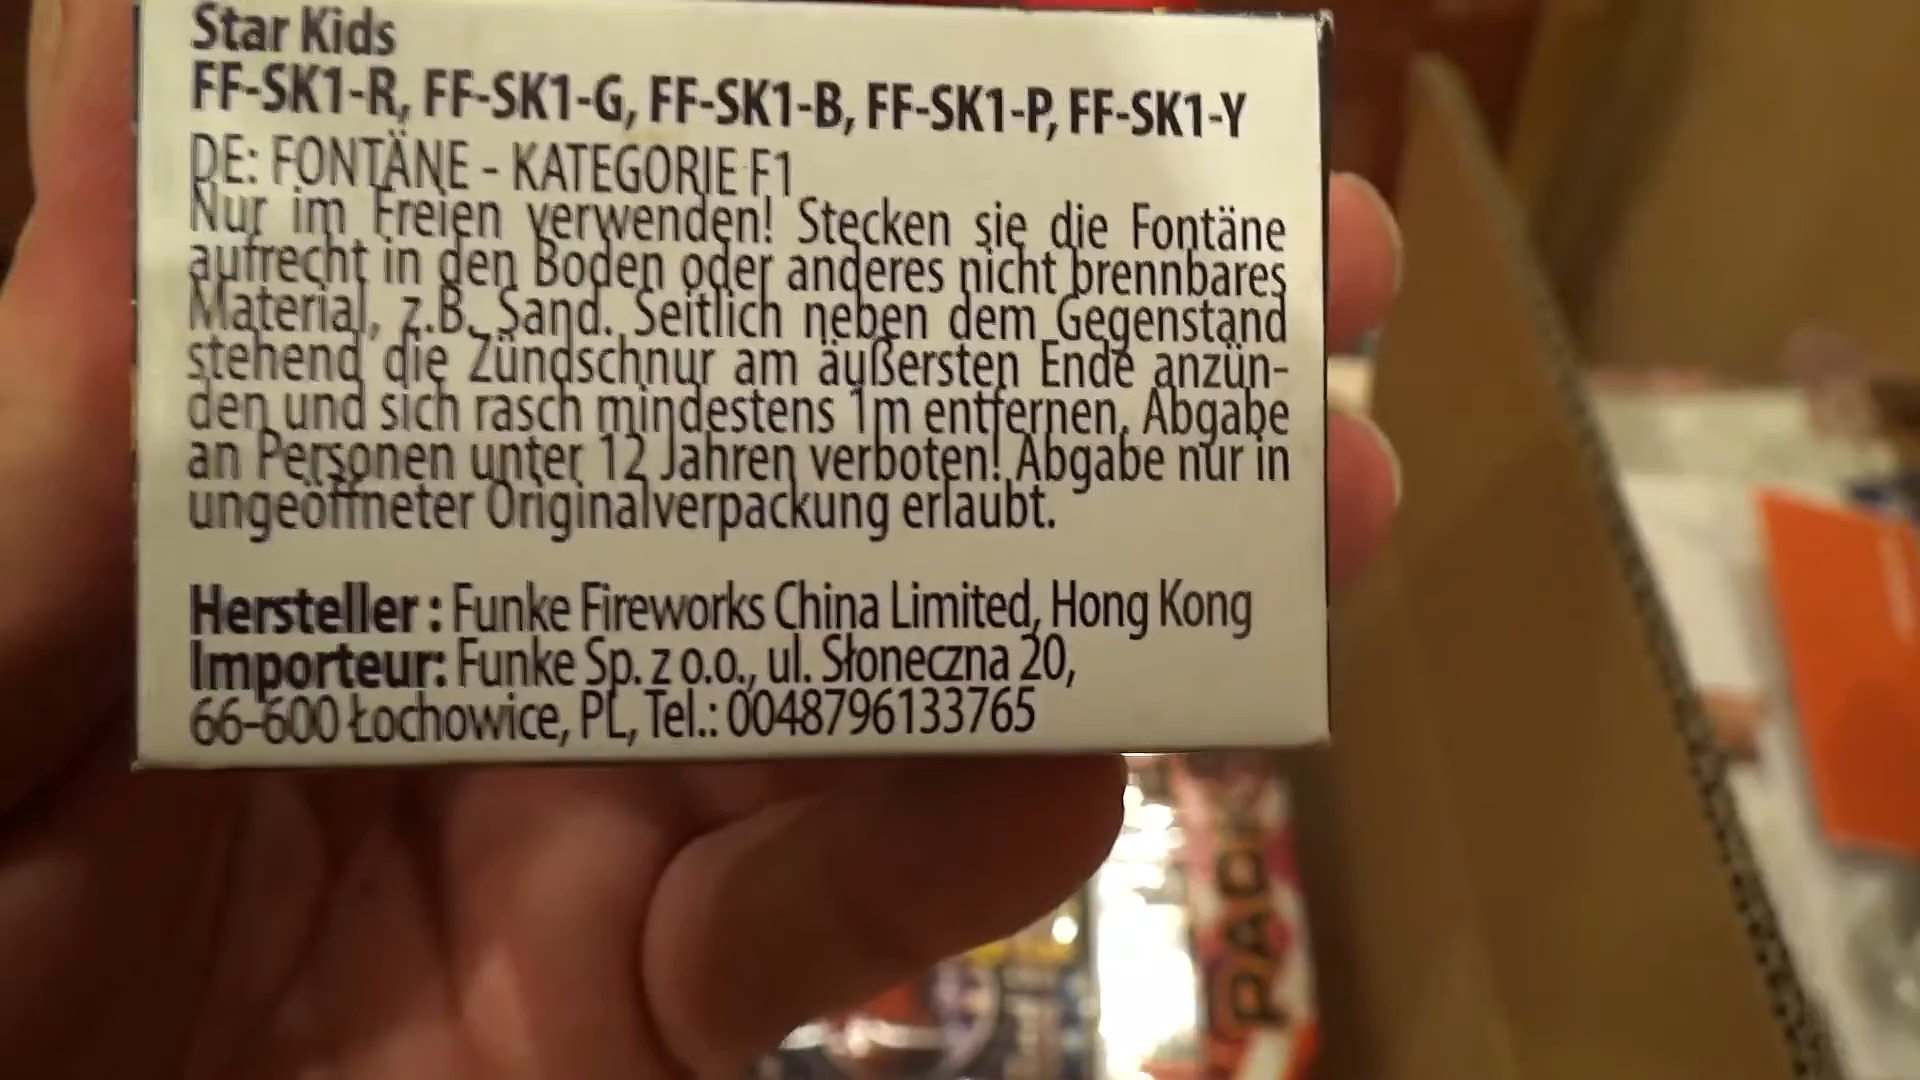 Star Kids
FF-SK1-R, FF-SK1-G, FF-SK1-B, FF-SK1-P, FF-SK1-Y
DE: FONTÄNE - KATEGORIE F1
Nur im Freien verwenden! Stecken sie die Fontäne
aufrecht in den Boden oder anderes nicht brennbares
Material, z.B. Sand. Seitlich neben dem Gegenstand
stehend die Zündschnur am äußersten Ende anzün-
den und sich rasch mindestens 1m entfernen. Abgabe
an Personen unter 12 Jahren verboten! Abgabe nur in
ungeöffneter Originalverpackung erlaubt.
Hersteller : Funke Fireworks China Limited, Hong Kong
Importeur: Funke Sp. z o.o., ul. Słoneczna 20,
66-600 Łochowice, PL, Tel.: 0048796133765
PACK